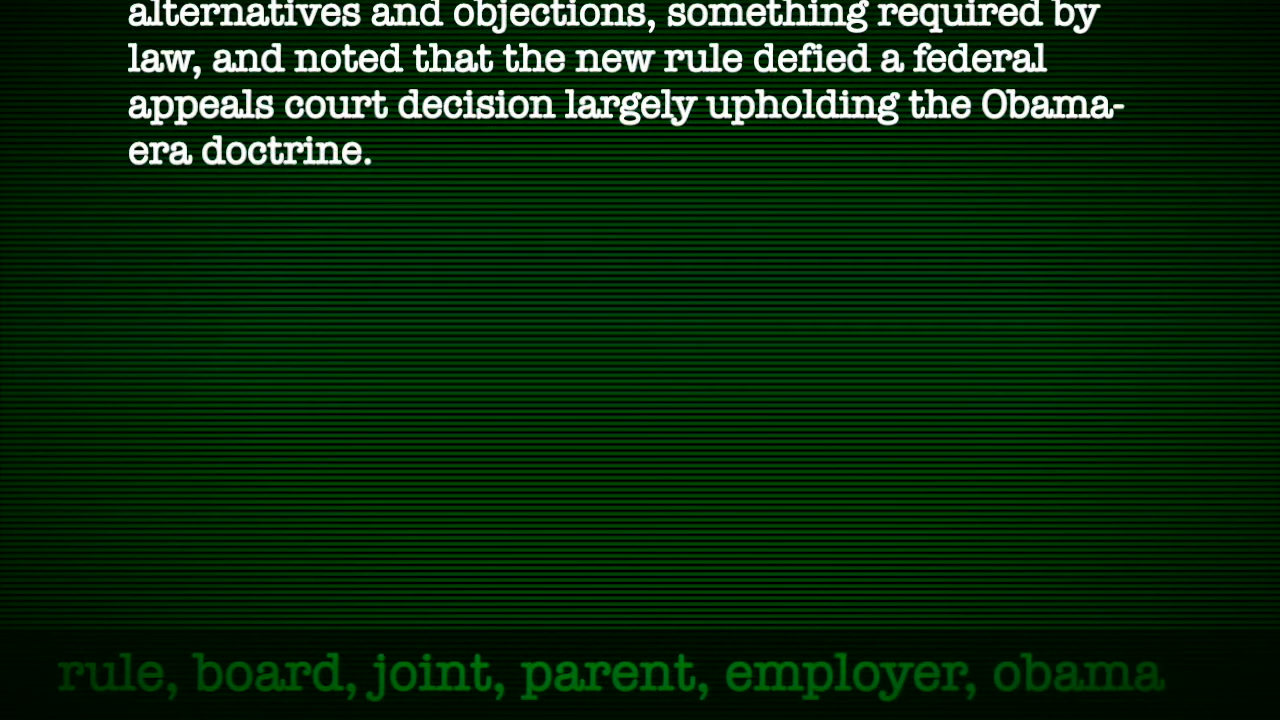 alternatives and objections, something required by
law, and noted that the new rule defied a federal
appeals court decision largely upholding the Obama-
era doctrine.
rule, board, joint, parent, employer, obama